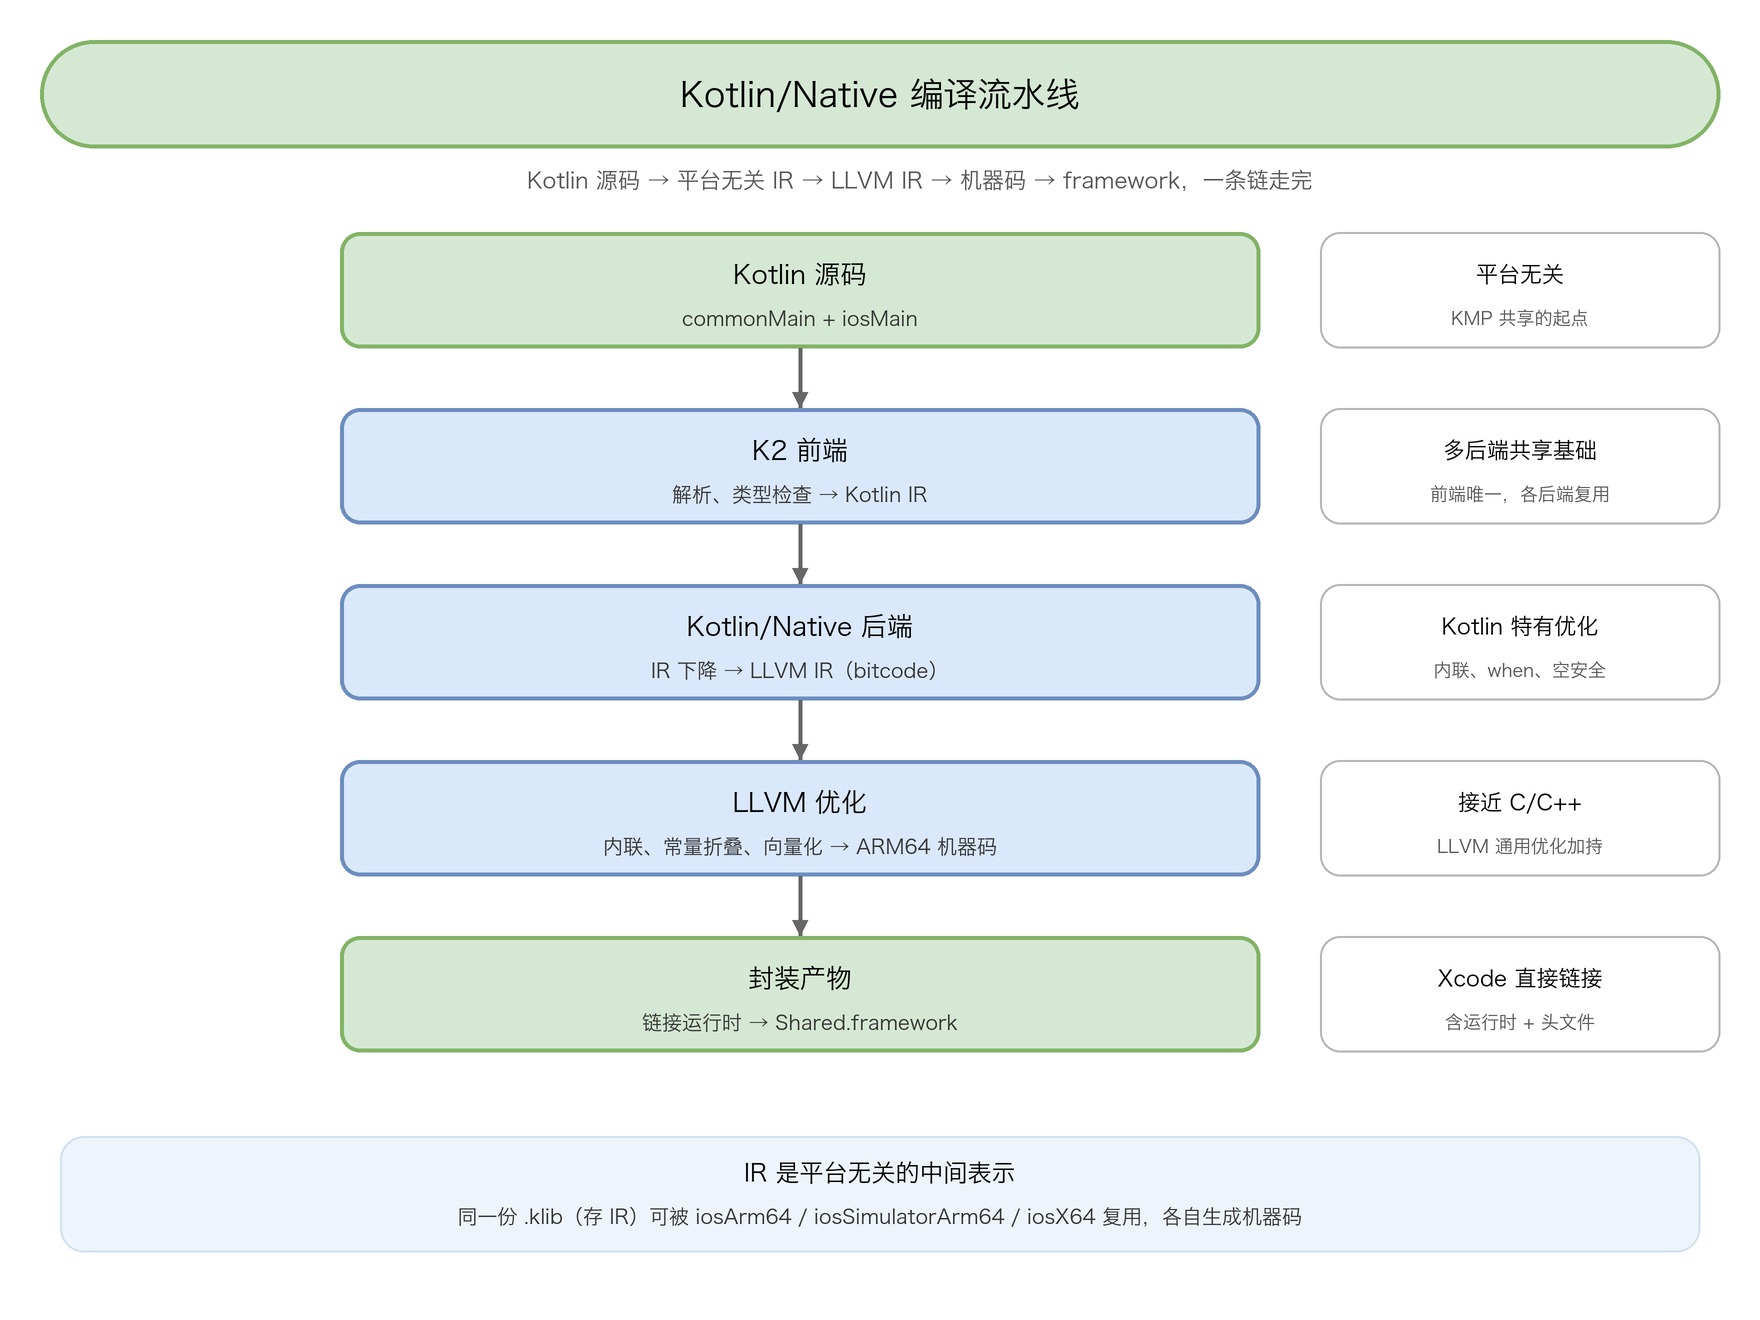 Kotlin/Native 编译流水线
Kotlin 源码 → 平台无关 IR → LLVM IR → 机器码 → framework，一条链走完
Kotlin 源码
commonMain + iosMain
平台无关
KMP 共享的起点
K2 前端
解析、类型检查 → Kotlin IR
多后端共享基础
前端唯一，各后端复用
Kotlin/Native 后端
IR 下降 → LLVM IR（bitcode）
Kotlin 特有优化
内联、when、空安全
LLVM 优化
内联、常量折叠、向量化 → ARM64 机器码
接近 C/C++
LLVM 通用优化加持
封装产物
链接运行时 → Shared.framework
Xcode 直接链接
含运行时 + 头文件
IR 是平台无关的中间表示
同一份 .klib（存 IR）可被 iosArm64 / iosSimulatorArm64 / iosX64 复用，各自生成机器码